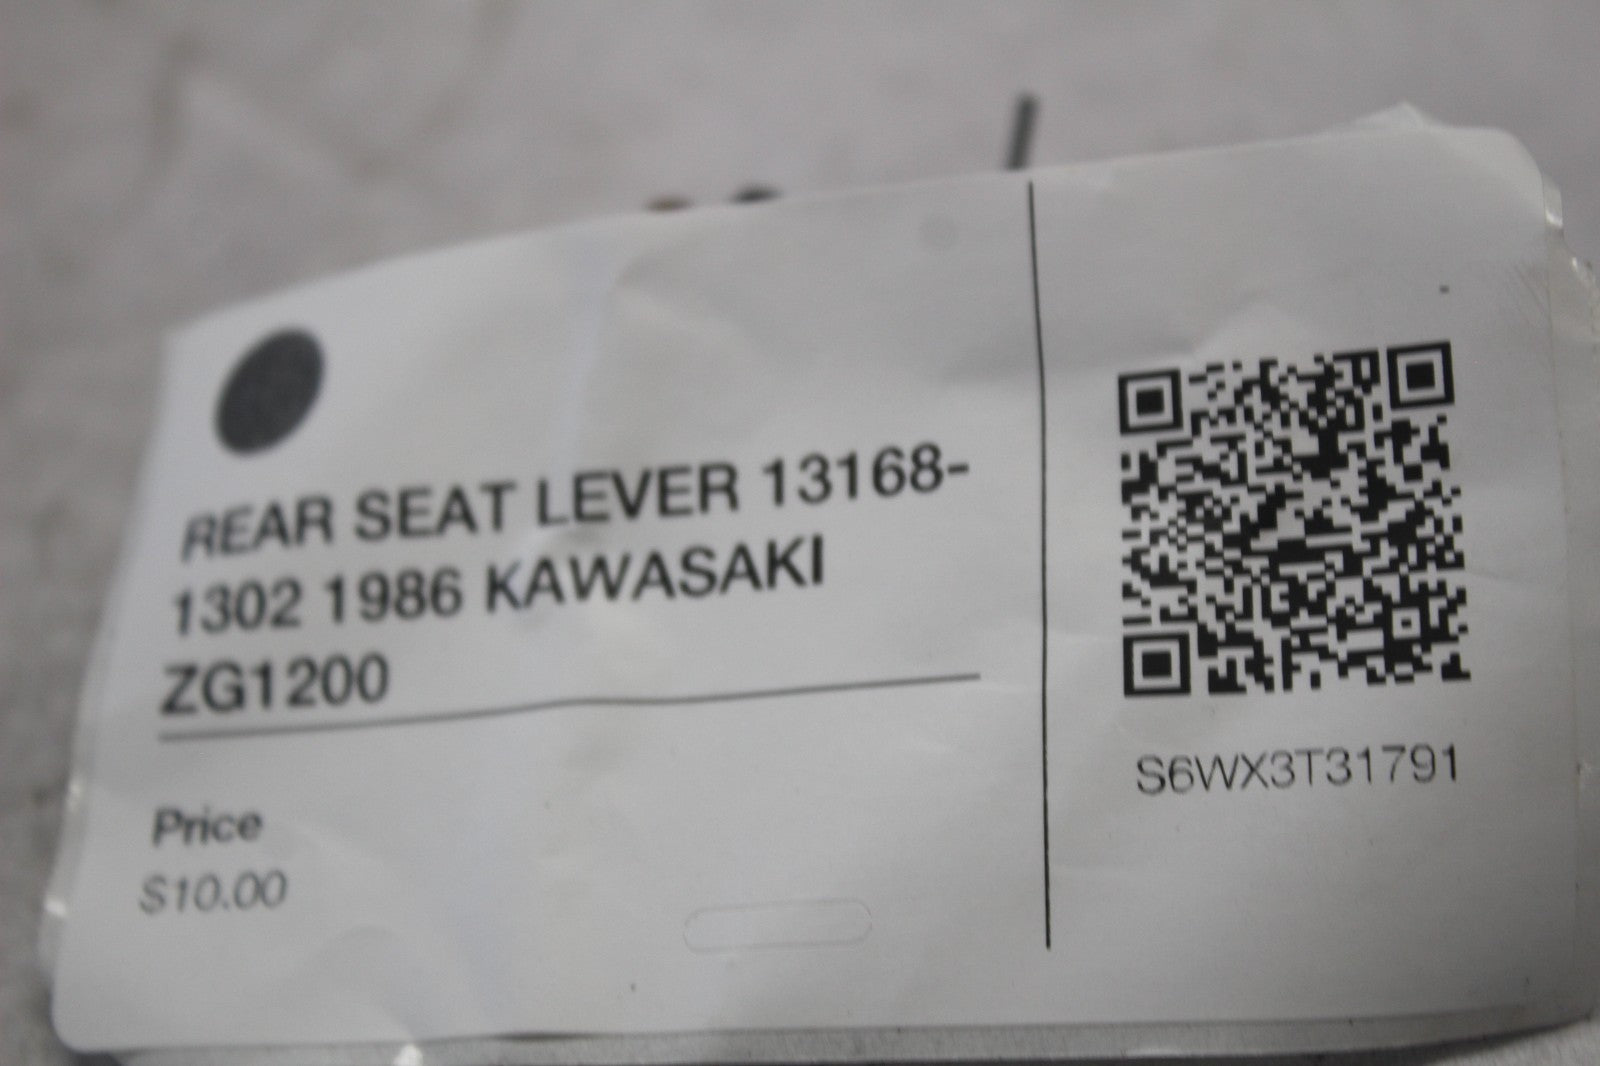 REAR SEAT LEVER 13168-
1302 1986 KAWASAKI
ZG1200
Price
$10.00
S6WX3T31791